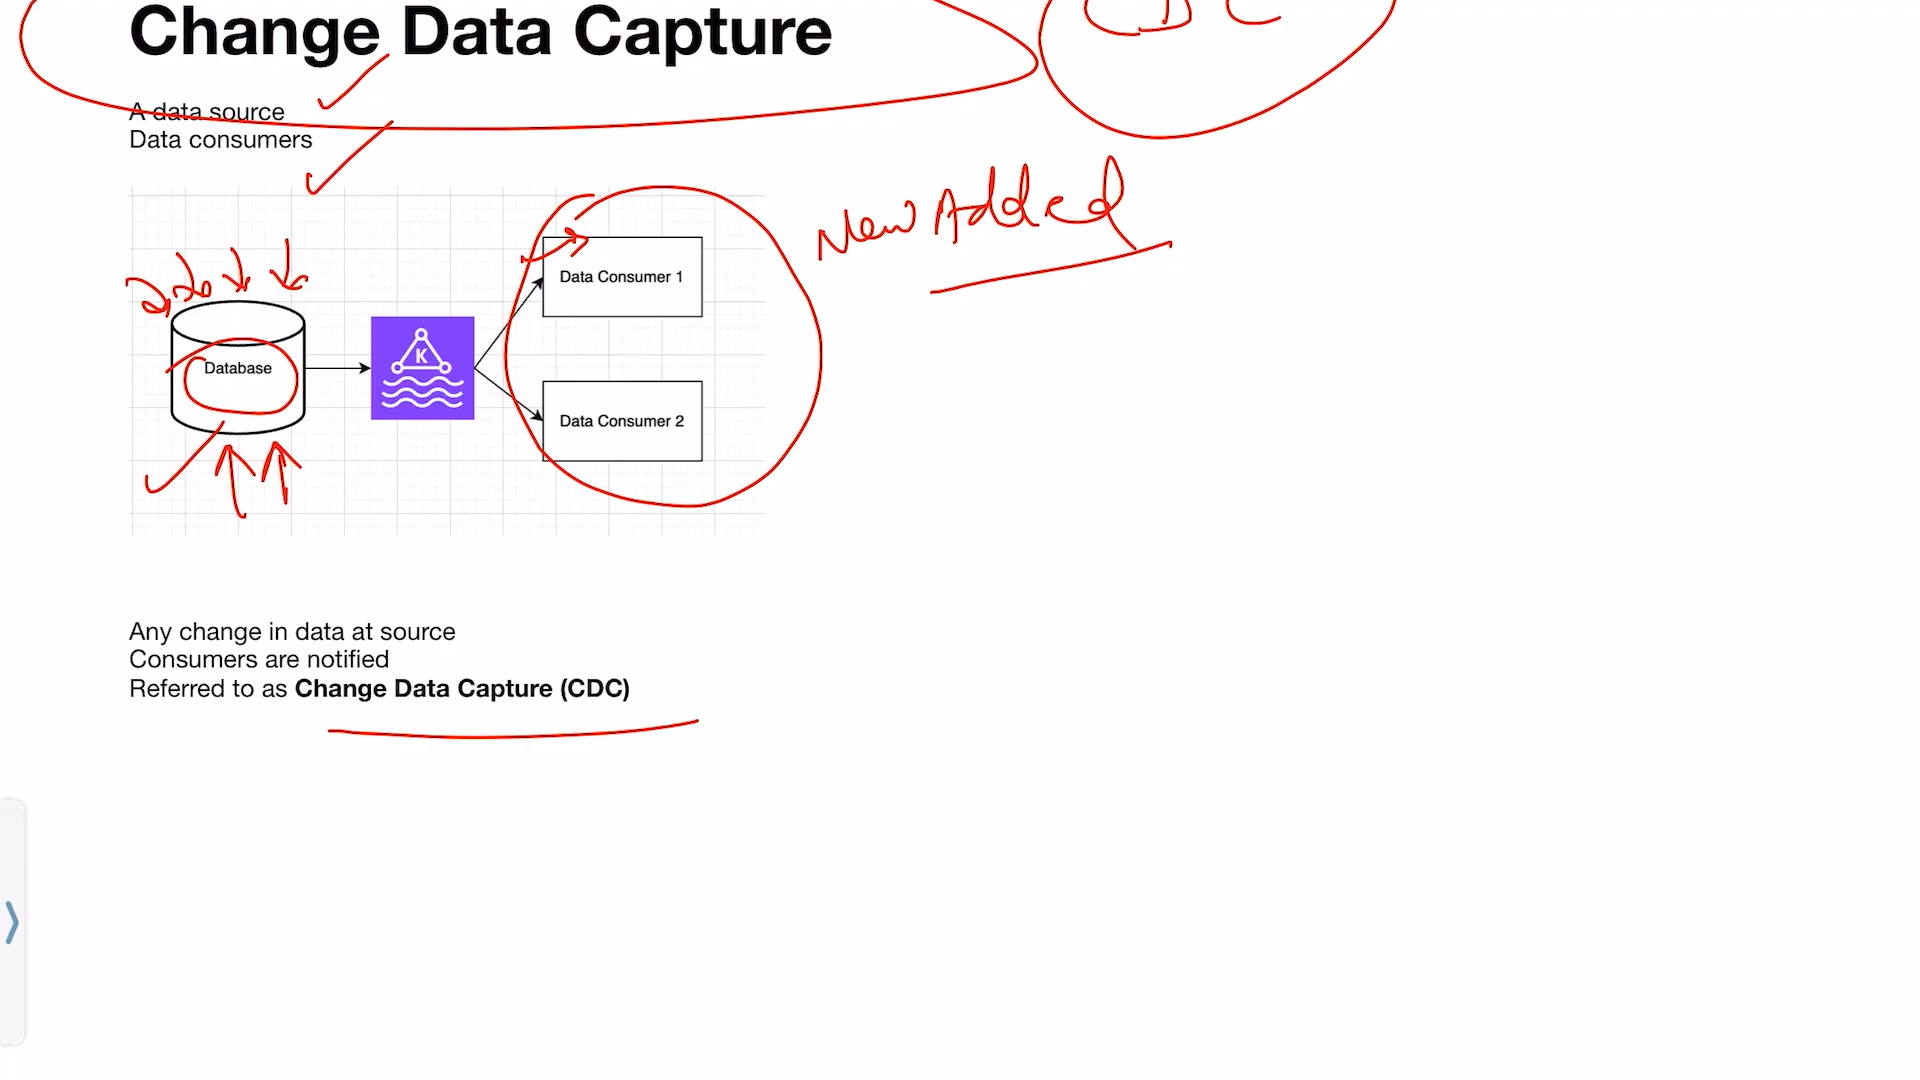 Change Data Capture
CDC
A data source
Data consumers
New Added
Data Consumer 1
Database
K
Data Consumer 2
Any change in data at source
Consumers are notified
Referred to as Change Data Capture (CDC)